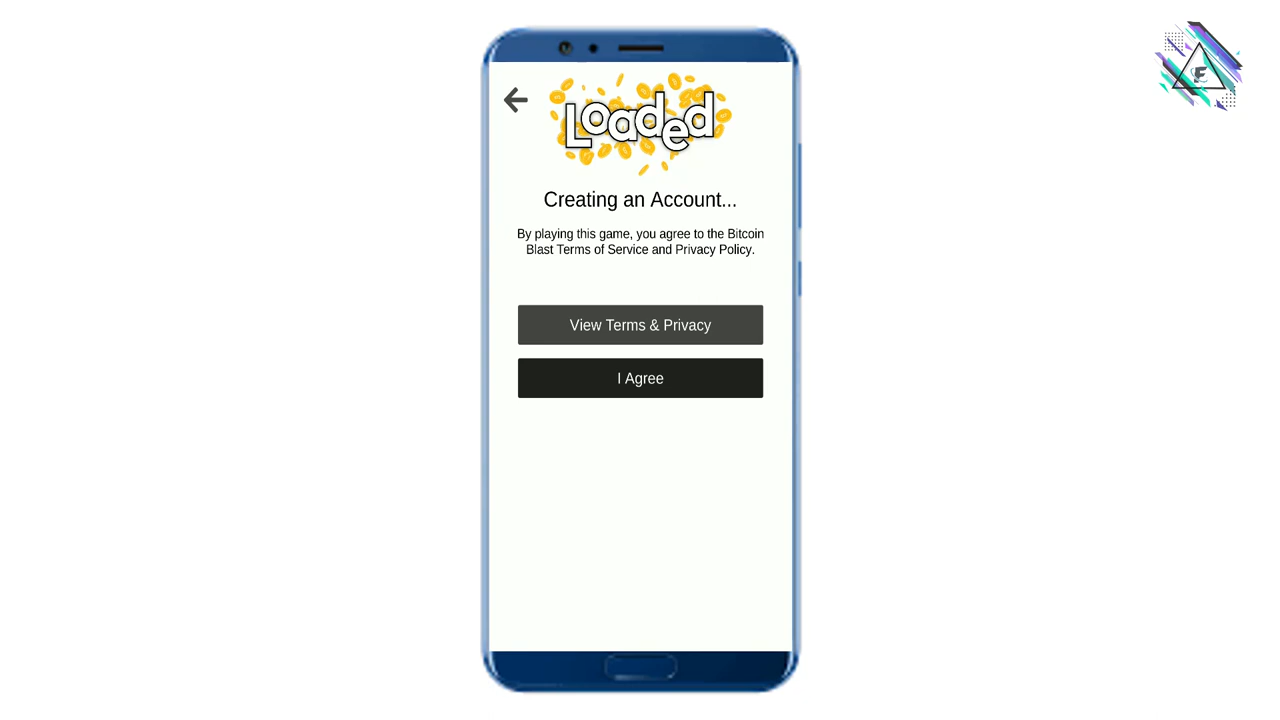 Loaded
Creating an Account...
By playing this game, you agree to the Bitcoin
Blast Terms of Service and Privacy Policy.
View Terms & Privacy
I Agree